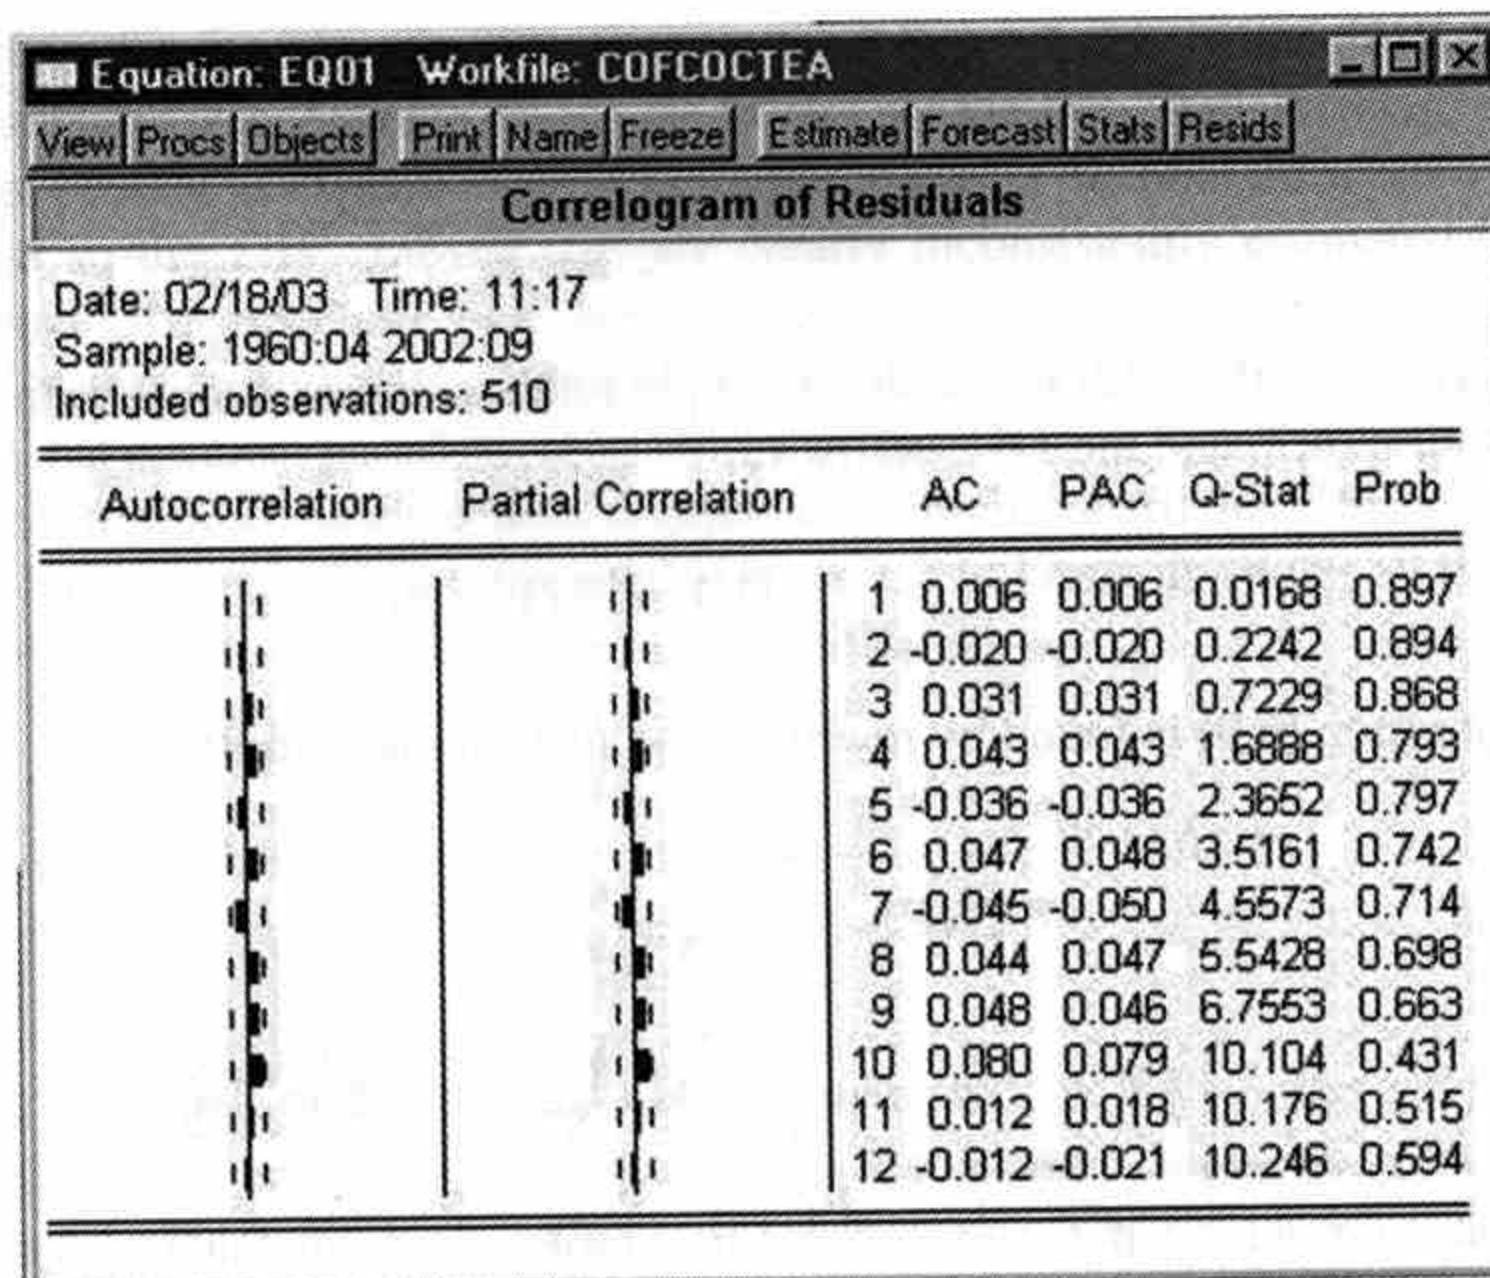 Equation: EQ01 Workfile: COFCOCTEA
View Procs Objects Print Name Freeze Estimate Forecast Stats Resids
Correlogram of Residuals
Date: 02/18/03 Time: 11:17
Sample: 1960:04 2002:09
Included observations: 510
Autocorrelation Partial Correlation AC PAC Q-Stat Prob
1 0.006 0.006 0.0168 0.897
2 -0.020 -0.020 0.2242 0.894
3 0.031 0.031 0.7229 0.868
4 0.043 0.043 1.6888 0.793
5 -0.036 -0.036 2.3652 0.797
6 0.047 0.048 3.5161 0.742
7 -0.045 -0.050 4.5573 0.714
8 0.044 0.047 5.5428 0.698
9 0.048 0.046 6.7553 0.663
10 0.080 0.079 10.104 0.431
11 0.012 0.018 10.176 0.515
12 -0.012 -0.021 10.246 0.594